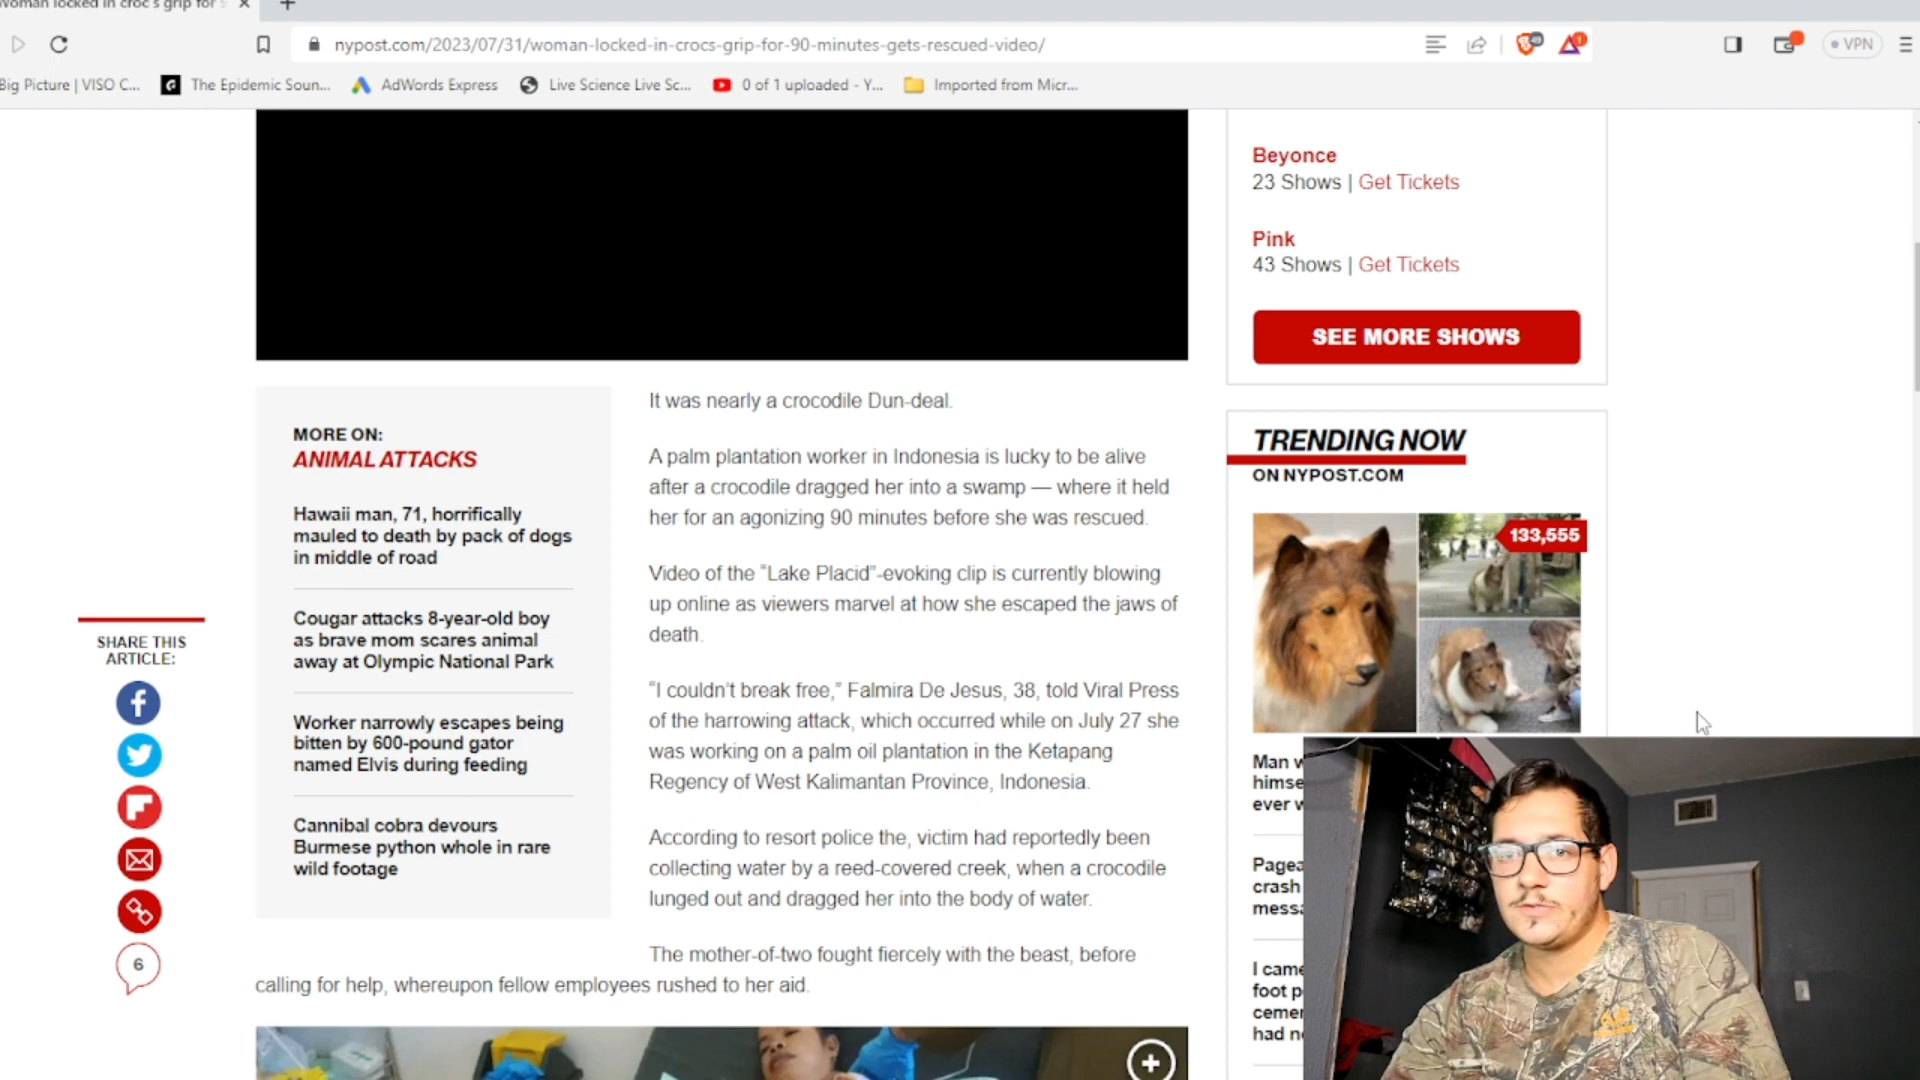 Woman locked in croc's grip for 9
nypost.com/2023/07/31/woman-locked-in-crocs-grip-for-90-minutes-gets-rescued-video/
VPN
Big Picture | VISO C...
The Epidemic Soun...
AdWords Express
Live Science Live Sc...
0 of 1 uploaded - Y...
Imported from Micr...
Beyonce
23 Shows | Get Tickets
Pink
43 Shows | Get Tickets
SEE MORE SHOWS
MORE ON:
ANIMAL ATTACKS
Hawaii man, 71, horrifically
mauled to death by pack of dogs
in middle of road
Cougar attacks 8-year-old boy
as brave mom scares animal
away at Olympic National Park
Worker narrowly escapes being
bitten by 600-pound gator
named Elvis during feeding
Cannibal cobra devours
Burmese python whole in rare
wild footage
SHARE THIS
ARTICLE:
6
It was nearly a crocodile Dun-deal.
A palm plantation worker in Indonesia is lucky to be alive
after a crocodile dragged her into a swamp — where it held
her for an agonizing 90 minutes before she was rescued.
Video of the “Lake Placid”-evoking clip is currently blowing
up online as viewers marvel at how she escaped the jaws of
death.
“I couldn’t break free,” Falmira De Jesus, 38, told Viral Press
of the harrowing attack, which occurred while on July 27 she
was working on a palm oil plantation in the Ketapang
Regency of West Kalimantan Province, Indonesia.
According to resort police the, victim had reportedly been
collecting water by a reed-covered creek, when a crocodile
lunged out and dragged her into the body of water.
The mother-of-two fought fiercely with the beast, before
calling for help, whereupon fellow employees rushed to her aid.
TRENDING NOW
ON NYPOST.COM
133,555
Man w
himse
ever w
Pagea
crash
messa
I came
foot p
cemer
had n